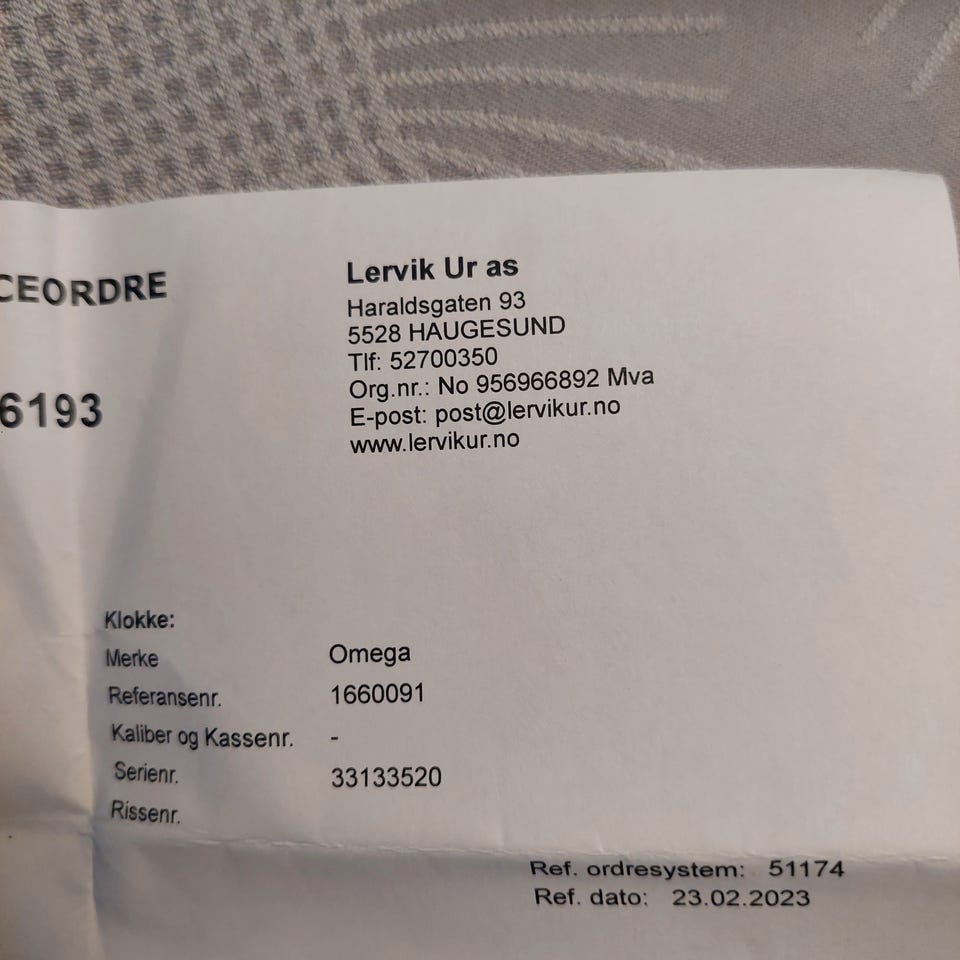 CEORDRE
6193
Lervik Ur as
Haraldsgaten 93
5528 HAUGESUND
Tlf: 52700350
Org.nr.: No 956966892 Mva
E-post: post@lervikur.no
www.lervikur.no
Klokke:
Merke Omega
Referansenr. 1660091
Kaliber og Kassenr. -
Serienr. 33133520
Rissenr.
Ref. ordresystem: 51174
Ref. dato: 23.02.2023